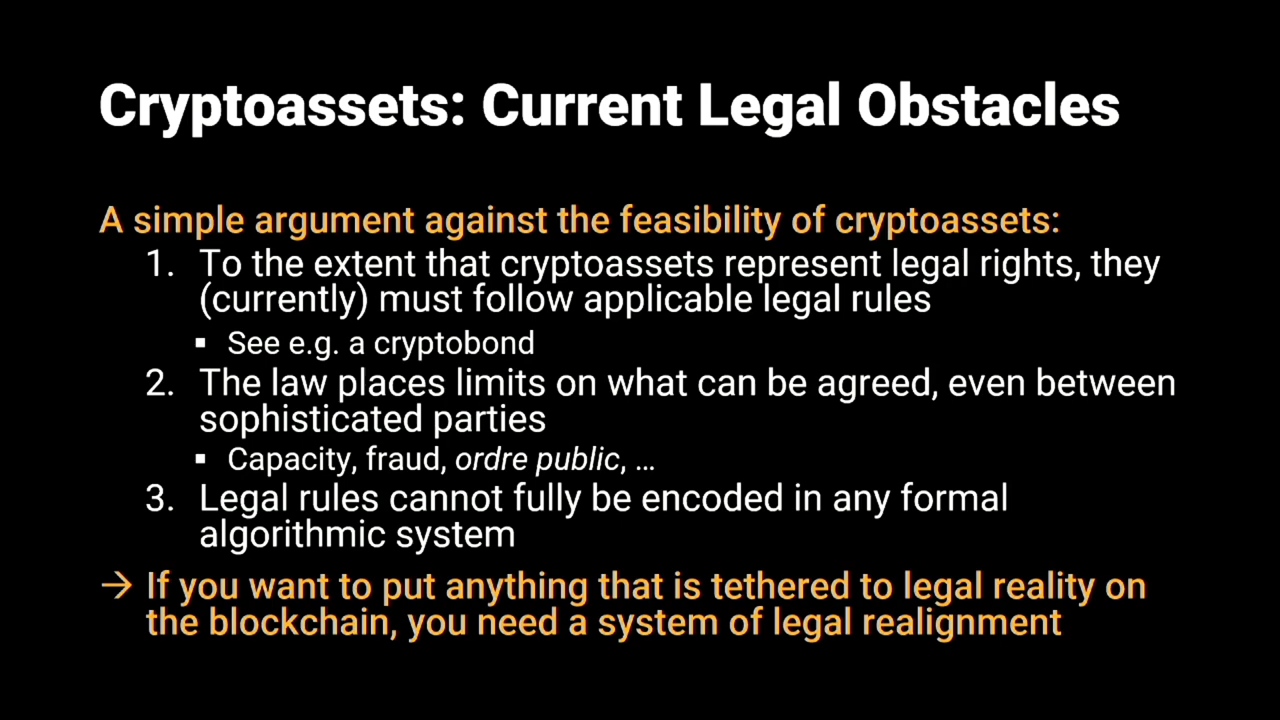 Cryptoassets: Current Legal Obstacles
A simple argument against the feasibility of cryptoassets:
1. To the extent that cryptoassets represent legal rights, they
(currently) must follow applicable legal rules
▪ See e.g. a cryptobond
2. The law places limits on what can be agreed, even between
sophisticated parties
▪ Capacity, fraud, ordre public, …
3. Legal rules cannot fully be encoded in any formal
algorithmic system
→ If you want to put anything that is tethered to legal reality on
the blockchain, you need a system of legal realignment